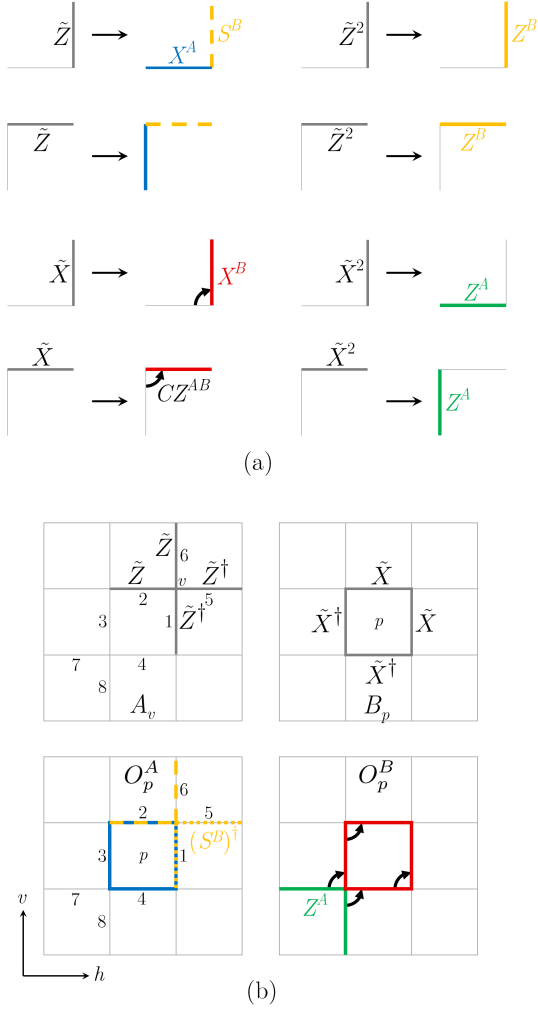 Z̃ S^B Z̃² Z^B
X^A
Z̃ Z̃² Z^B
X̃ X^B X̃² Z^A
X̃ CZ^{AB} X̃² Z^A
(a)
Z̃ 6 X̃
Z̃ v Z̃†
2 5
3 1 Z̃† X̃† p X̃
7 4 X̃†
8 A_v B_p
O_p^A O_p^B
6
2 5
(S^B)†
3 p 1
7 4 Z^A
v 8
h
(b)